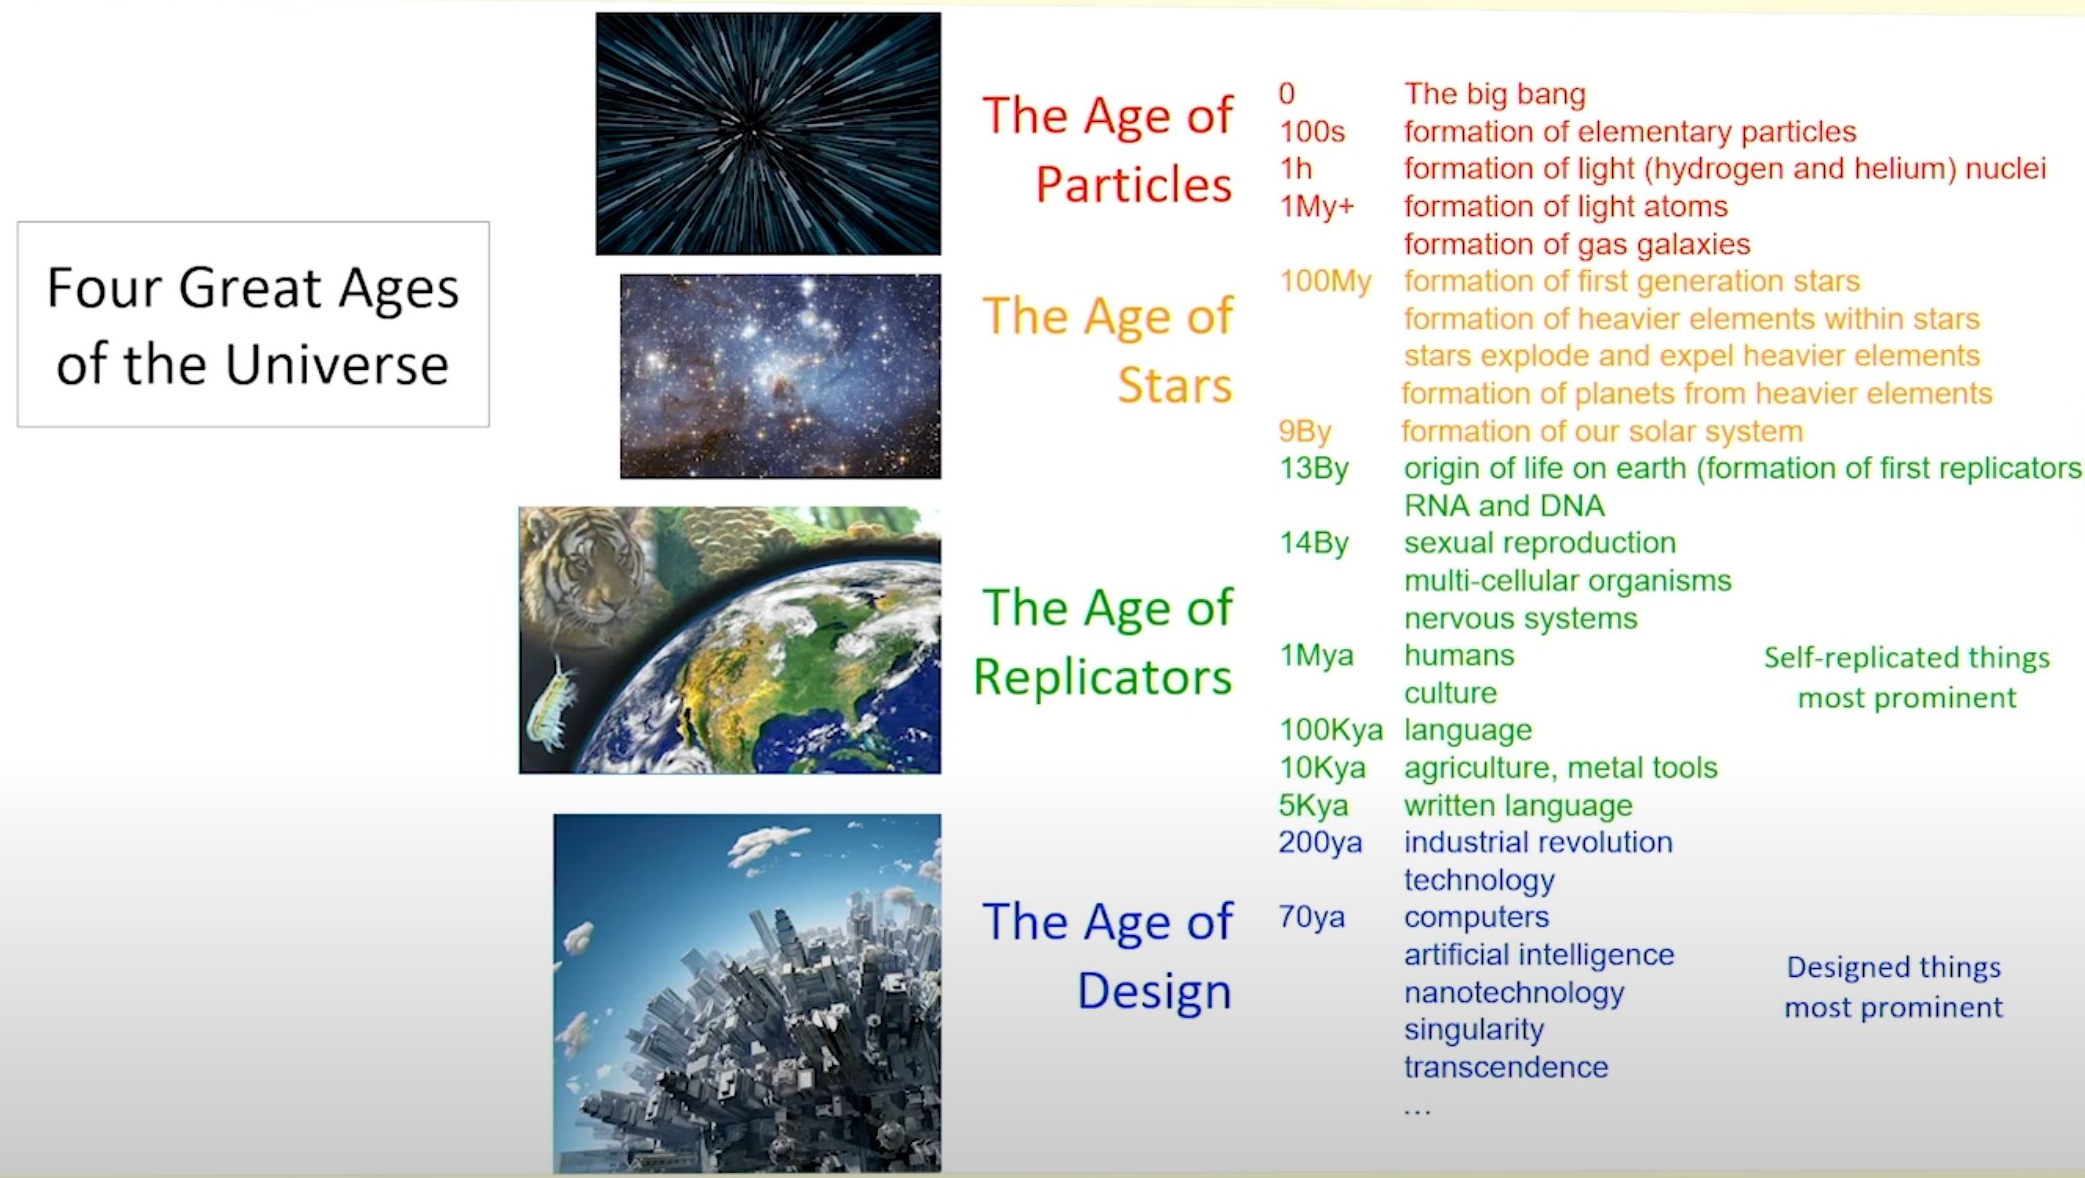 Four Great Ages
of the Universe
The Age of
Particles
0 The big bang
100s formation of elementary particles
1h formation of light (hydrogen and helium) nuclei
1My+ formation of light atoms
formation of gas galaxies
The Age of
Stars
100My formation of first generation stars
formation of heavier elements within stars
stars explode and expel heavier elements
formation of planets from heavier elements
9By formation of our solar system
The Age of
Replicators
13By origin of life on earth (formation of first replicators
RNA and DNA
14By sexual reproduction
multi-cellular organisms
nervous systems
1Mya humans
culture
100Kya language
10Kya agriculture, metal tools
5Kya written language
Self-replicated things
most prominent
The Age of
Design
200ya industrial revolution
technology
70ya computers
artificial intelligence
nanotechnology
singularity
transcendence
...
Designed things
most prominent